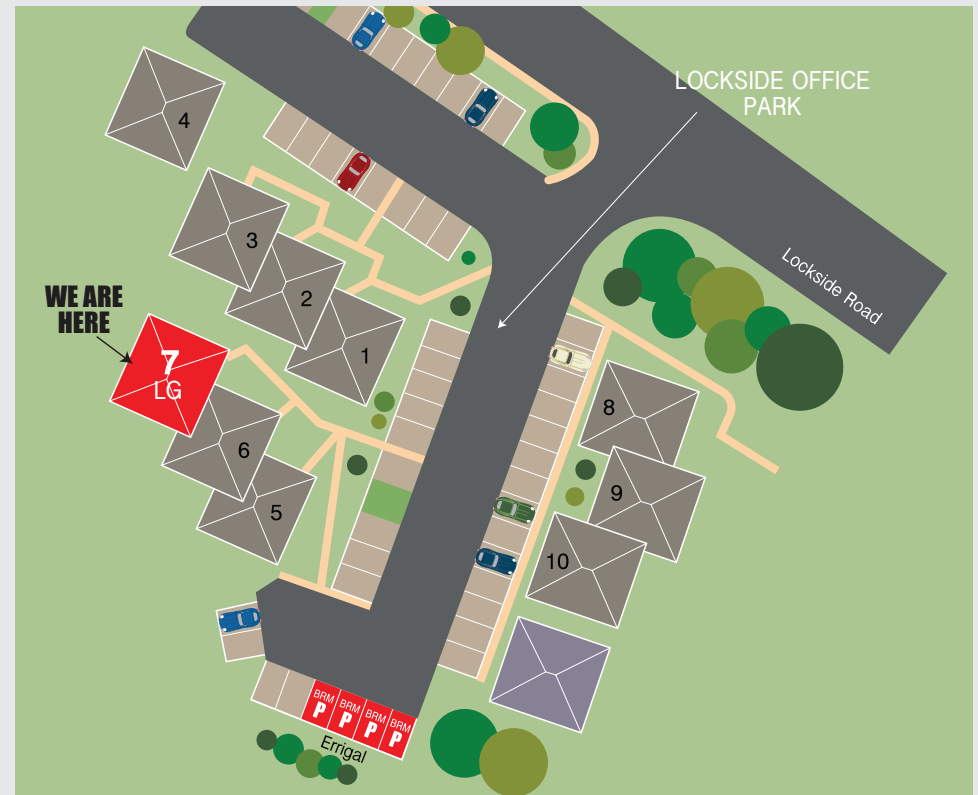 LOCKSIDE OFFICE
PARK
4
3
Lockside Road
2
WE ARE
HERE
1
7
LG
8
6
9
5
10
BRM
P
BRM
P
BRM
P
BRM
P
Errigal